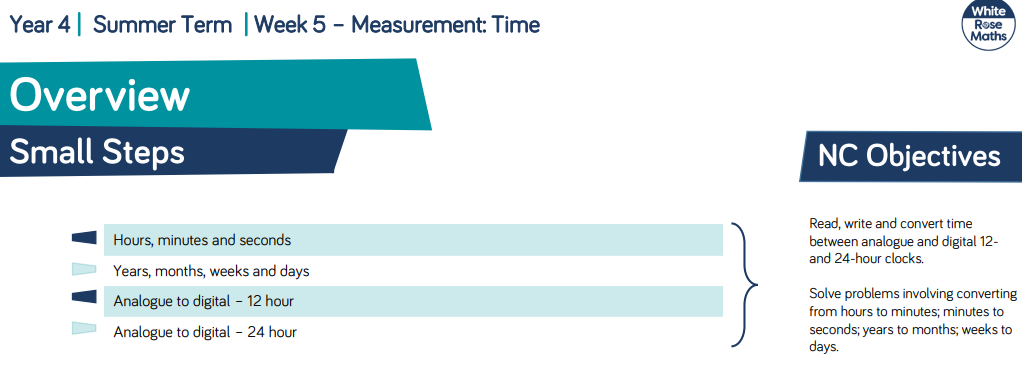 Year 4 | Summer Term | Week 5 – Measurement: Time
White
Rose
Maths
Overview
Small Steps
NC Objectives
Hours, minutes and seconds
Years, months, weeks and days
Analogue to digital – 12 hour
Analogue to digital – 24 hour
Read, write and convert time
between analogue and digital 12-
and 24-hour clocks.
Solve problems involving converting
from hours to minutes; minutes to
seconds; years to months; weeks to
days.